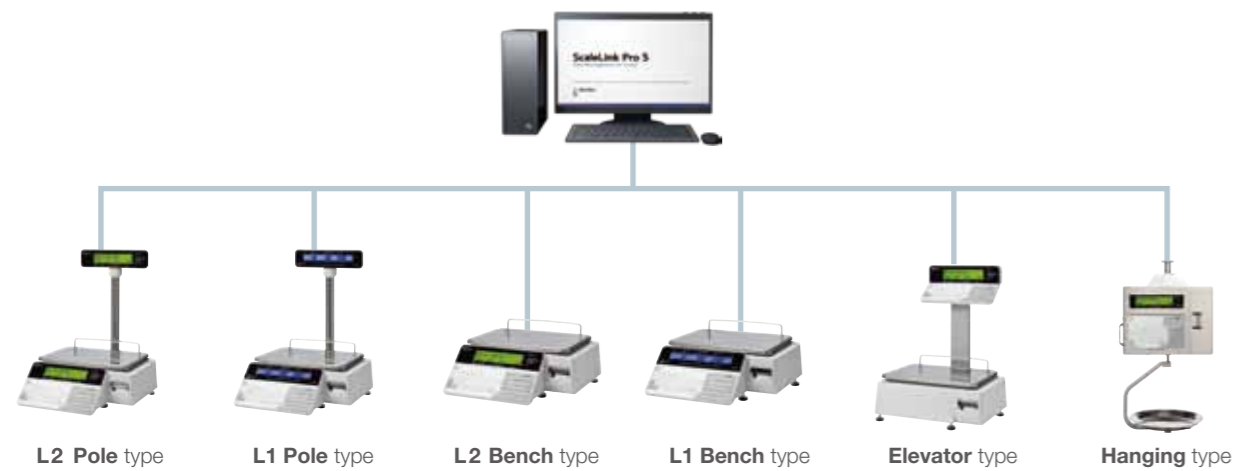 ScaleLink Pro 5
L2 Pole type
L1 Pole type
L2 Bench type
L1 Bench type
Elevator type
Hanging type